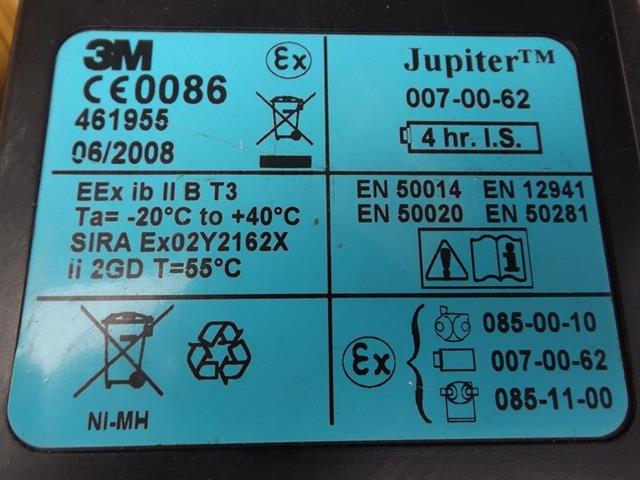 3M
CE0086
461955
06/2008
Ex
Jupiter™
007-00-62
4 hr. I.S.
EEx ib II B T3
Ta= -20°C to +40°C
SIRA Ex02Y2162X
ii 2GD T=55°C
EN 50014 EN 12941
EN 50020 EN 50281
Ni-MH
Ex
085-00-10
007-00-62
085-11-00